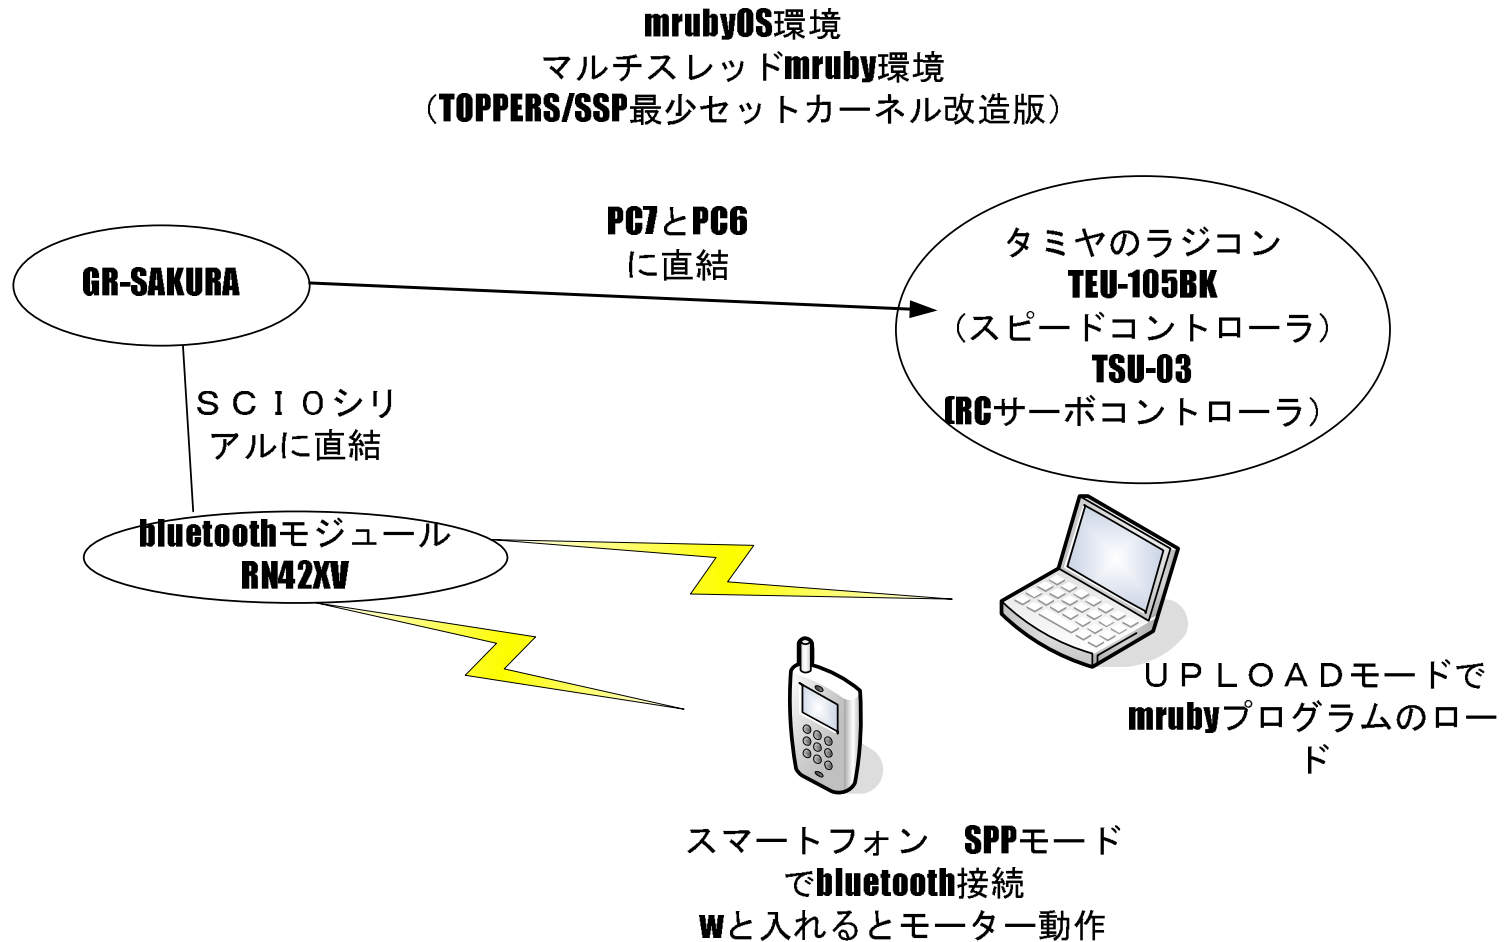 mrubyOS環境
マルチスレッドmruby環境
（TOPPERS/SSP最少セットカーネル改造版）
PC7とPC6
に直結
GR-SAKURA
タミヤのラジコン
TEU-105BK
（スピードコントローラ）
TSU-03
(RCサーボコントローラ）
ＳＣＩ０シリ
アルに直結
bluetoothモジュール
RN42XV
ＵＰＬＯＡＤモードで
mrubyプログラムのロー
ド
スマートフォン　SPPモード
でbluetooth接続
wと入れるとモーター動作